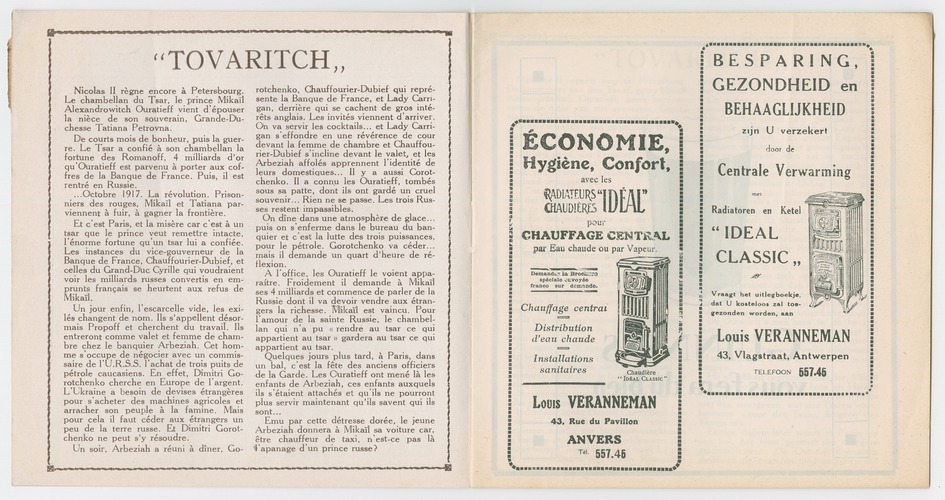 “TOVARITCH„
Nicolas II règne encore à Petersbourg.
Le chambellan du Tsar, le prince Mikaïl
Alexandrowitch Ouratieff vient d'épouser
la nièce de son souverain, Grande-Du-
chesse Tatiana Petrovna.
De courts mois de bonheur, puis la guer-
re. Le Tsar a confié à son chambellan la
fortune des Romanoff, 4 milliards d'or
qu'Ouratieff est parvenu à porter aux cof-
fres de la Banque de France. Puis, il est
rentré en Russie.
...Octobre 1917. La révolution. Prison-
niers des rouges, Mikaïl et Tatiana par-
viennent à fuir, à gagner la frontière.
Et c'est Paris, et la misère car c'est à un
tsar que le prince veut remettre intacte,
l'énorme fortune qu'un tsar lui a confiée.
Les instances du vice-gouverneur de la
Banque de France, Chauffourier-Dubief, et
celles du Grand-Duc Cyrille qui voudraient
voir les milliards russes convertis en em-
prunts français se heurtent aux refus de
Mikaïl.
Un jour enfin, l'escarcelle vide, les exi-
lés changent de nom. Ils s'appellent désor-
mais Propoff et cherchent du travail. Ils
entreront comme valet et femme de cham-
bre chez le banquier Arbeziah. Cet hom-
me s'occupe de négocier avec un commis-
saire de l'U.R.S.S. l'achat de trois puits de
pétrole caucasiens. En effet, Dimitri Go-
rotchenko cherche en Europe de l'argent.
L'Ukraine a besoin de devises étrangères
pour s'acheter des machines agricoles et
arracher son peuple à la famine. Mais
pour cela il faut céder aux étrangers un
peu de la terre russe. Et Dimitri Gorot-
chenko ne peut s'y résoudre.
Un soir, Arbeziah a réuni à dîner, Go-
rotchenko, Chauffourier-Dubief qui repré-
sente la Banque de France, et Lady Carri-
gan, derrière qui se cachent de gros inté-
rêts anglais. Les invités viennent d'arriver.
On va servir les cocktails... et Lady Carri-
gan s'effondre en une révérence de cour
devant la femme de chambre et Chauffou-
rier-Dubief s'incline devant le valet, et les
Arbeziah affolés apprennent l'identité de
leurs domestiques... Il y a aussi Gorot-
chenko. Il a connu les Ouratieff, tombés
sous sa patte, dont ils ont gardé un cruel
souvenir... Rien ne se passe. Les trois Rus-
ses restent impassibles.
On dîne dans une atmosphère de glace...
puis on s'enferme dans le bureau du ban-
quier et c'est la lutte des trois puissances,
pour le pétrole. Gorotchenko va céder...
mais il demande un quart d'heure de ré-
flexion.
A l'office, les Ouratieff le voient appa-
raître. Froidement il demande à Mikaïl
ses 4 milliards et commence de parler de la
Russie dont il va devoir vendre aux étran-
gers la richesse. Mikaïl est vaincu. Pour
l'amour de la sainte Russie, le chambel-
lan qui n'a pu « rendre au tsar ce qui
appartient au tsar » gardera au tsar ce qui
appartient au tsar.
Quelques jours plus tard, à Paris, dans
un bal, c'est la fête des anciens officiers
de la Garde. Les Ouratieff ont mené là les
enfants de Arbeziah, ces enfants auxquels
ils s'étaient attachés et qu'ils ne pourront
plus servir maintenant qu'ils savent qui ils
sont...
Emu par cette détresse dorée, le jeune
Arbeziah donnera à Mikaïl sa voiture car,
être chauffeur de taxi, n'est-ce pas là
l'apanage d'un prince russe?
ÉCONOMIE,
Hygiène, Confort,
avec les
RADIATEURS “IDÉAL”
CHAUDIÈRES
pour
CHAUFFAGE CENTRAL
par Eau chaude ou par Vapeur.
Demandez la Brochure
spéciale envoyée
franco sur demande.
Chauffage central
Distribution
d'eau chaude
Installations
sanitaires
Chaudière
“IDEAL CLASSIC”
Louis VERANNEMAN
43, Rue du Pavillon
ANVERS
Tél. 557.45
BESPARING,
GEZONDHEID en
BEHAAGLIJKHEID
zijn U verzekert
door de
Centrale Verwarming
met
Radiatoren en Ketel
“IDEAL
CLASSIC„
Vraagt het uitlegboekje,
dat U kosteloos zal toe-
gezonden worden, aan
Louis VERANNEMAN
43, Vlagstraat, Antwerpen
TELEFOON 557.45